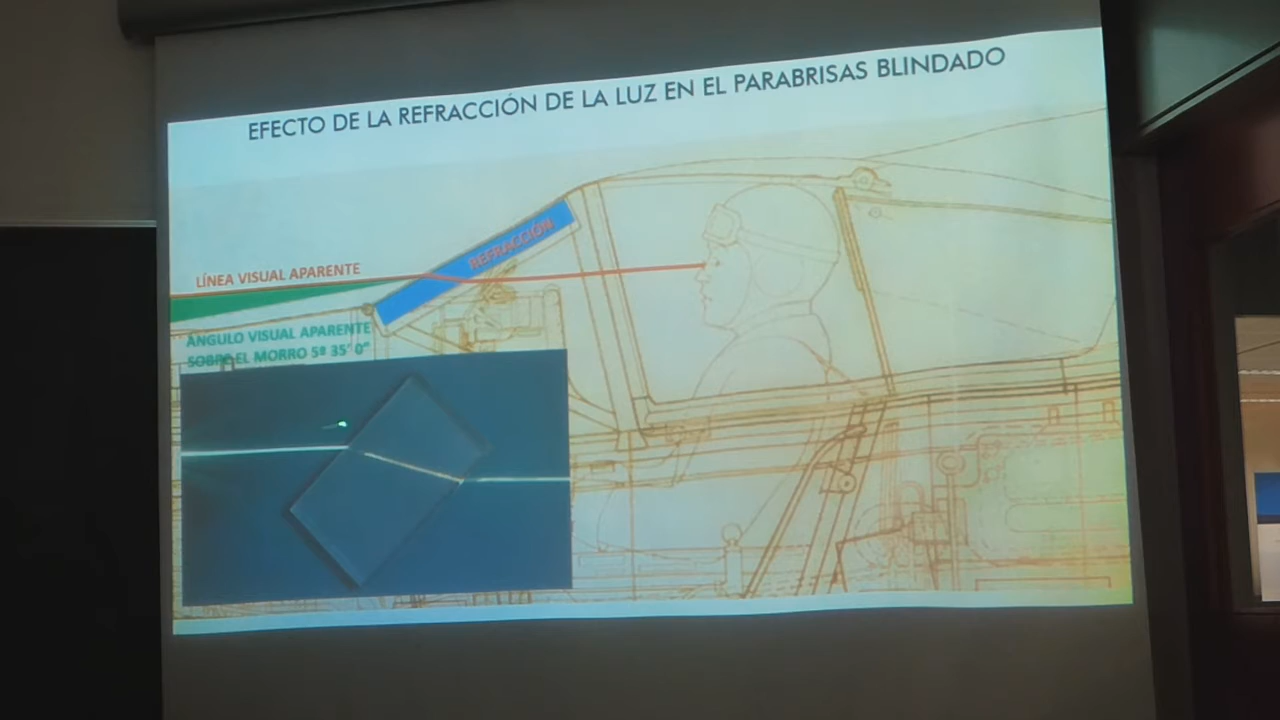 EFECTO DE LA REFRACCIÓN DE LA LUZ EN EL PARABRISAS BLINDADO
REFRACCIÓN
LÍNEA VISUAL APARENTE
ÁNGULO VISUAL APARENTE
SOBRE EL MORRO 5º 35' 0"